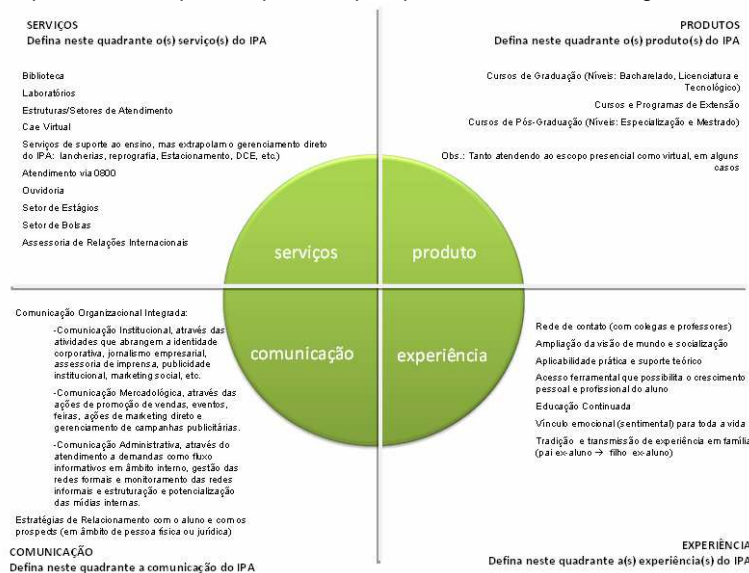 SERVIÇOS
Defina neste quadrante o(s) serviço(s) do IPA
Biblioteca
Laboratórios
Estruturas/Setores de Atendimento
Cae Virtual
Serviços de suporte ao ensino, mas extrapolam o gerenciamento direto
do IPA: lancherias, reprografia, Estacionamento, DCE, etc.)
Atendimento via 0800
Ouvidoria
Setor de Estágios
Setor de Bolsas
Assessoria de Relações Internacionais
PRODUTOS
Defina neste quadrante o(s) produto(s) do IPA
Cursos de Graduação (Níveis: Bacharelado, Licenciatura e
Tecnológico)
Cursos e Programas de Extensão
Cursos de Pós-Graduação (Níveis: Especialização e Mestrado)
Obs.: Tanto atendendo ao escopo presencial como virtual, em alguns
casos
serviços
produto
comunicação
experiência
Comunicação Organizacional Integrada:
-Comunicação Institucional, através das
atividades que abrangem a identidade
corporativa, jornalismo empresarial,
assessoria de imprensa, publicidade
institucional, marketing social, etc.
-Comunicação Mercadológica, através das
ações de promoção de vendas, eventos,
feiras, ações de marketing direto e
gerenciamento de campanhas publicitárias.
-Comunicação Administrativa, através do
atendimento a demandas como fluxo
informativos em âmbito interno, gestão das
redes formais e monitoramento das redes
informais e estruturação e potencialização
das mídias internas.
Estratégias de Relacionamento com o aluno e com os
prospects (em âmbito de pessoa física ou jurídica)
COMUNICAÇÃO
Defina neste quadrante a comunicação do IPA
Rede de contato (com colegas e professores)
Ampliação da visão de mundo e socialização
Aplicabilidade prática e suporte teórico
Acesso ferramental que possibilita o crescimento
pessoal e profissional do aluno
Educação Continuada
Vínculo emocional (sentimental) para toda a vida
Tradição e transmissão de experiência em família
(pai ex-aluno → filho ex-aluno)
EXPERIÊNCIA
Defina neste quadrante a(s) experiência(s) do IPA